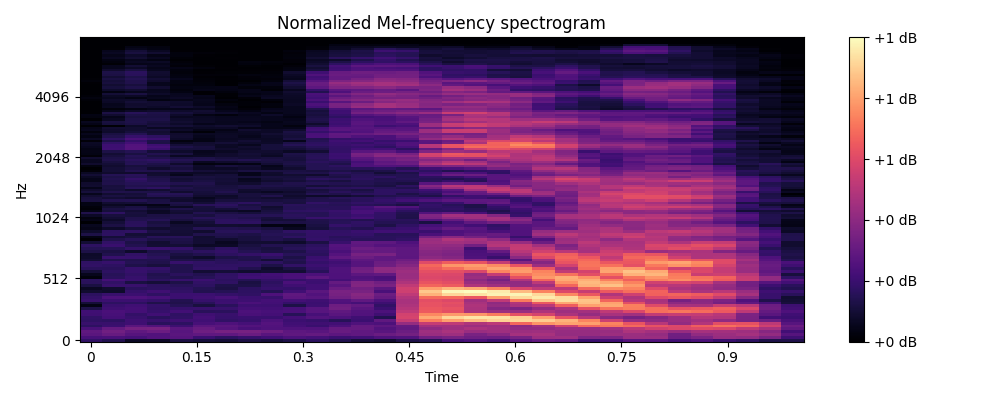 Normalized Mel-frequency spectrogram
Hz
4096
2048
1024
512
0
0 0.15 0.3 0.45 0.6 0.75 0.9
Time
+1 dB
+1 dB
+1 dB
+0 dB
+0 dB
+0 dB